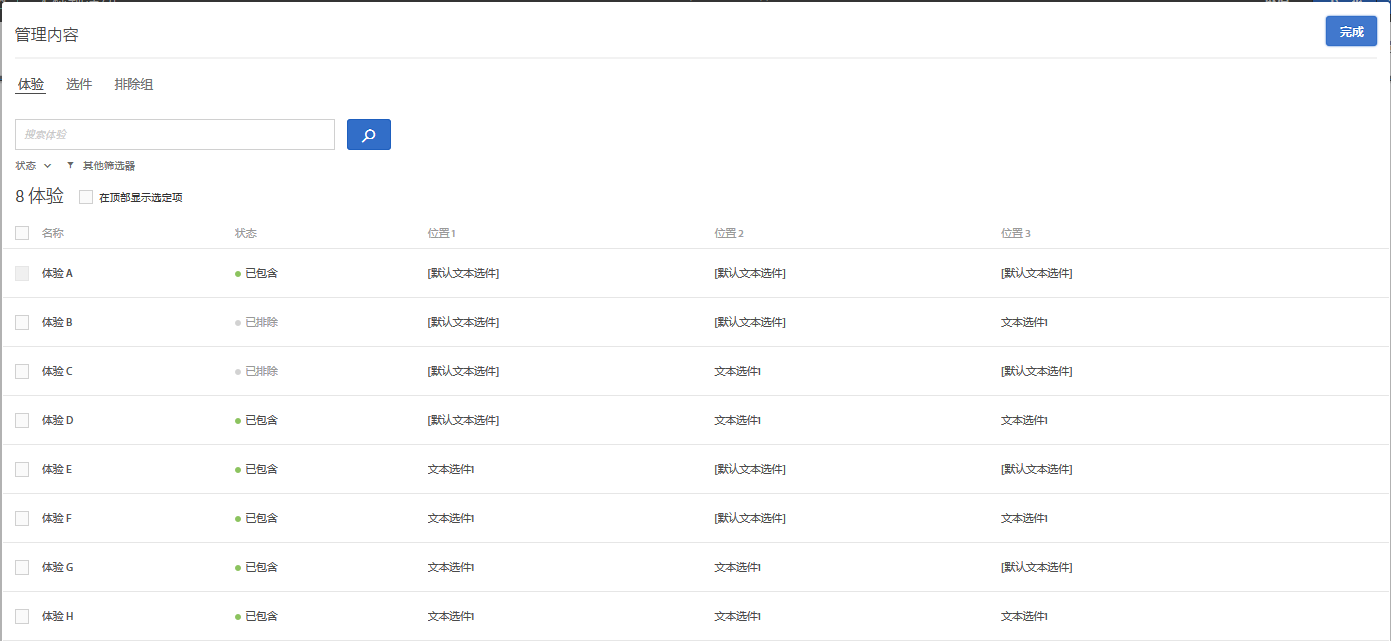 管理内容
完成
体验 选件 排除组
搜索体验
状态 其他筛选器
8 体验 在顶部显示选定项
名称 状态 位置 1 位置 2 位置 3
体验 A 已包含 [默认文本选件] [默认文本选件] [默认文本选件]
体验 B 已排除 [默认文本选件] [默认文本选件] 文本选件1
体验 C 已排除 [默认文本选件] 文本选件1 [默认文本选件]
体验 D 已包含 [默认文本选件] 文本选件1 文本选件1
体验 E 已包含 文本选件1 [默认文本选件] [默认文本选件]
体验 F 已包含 文本选件1 [默认文本选件] 文本选件1
体验 G 已包含 文本选件1 文本选件1 [默认文本选件]
体验 H 已包含 文本选件1 文本选件1 文本选件1